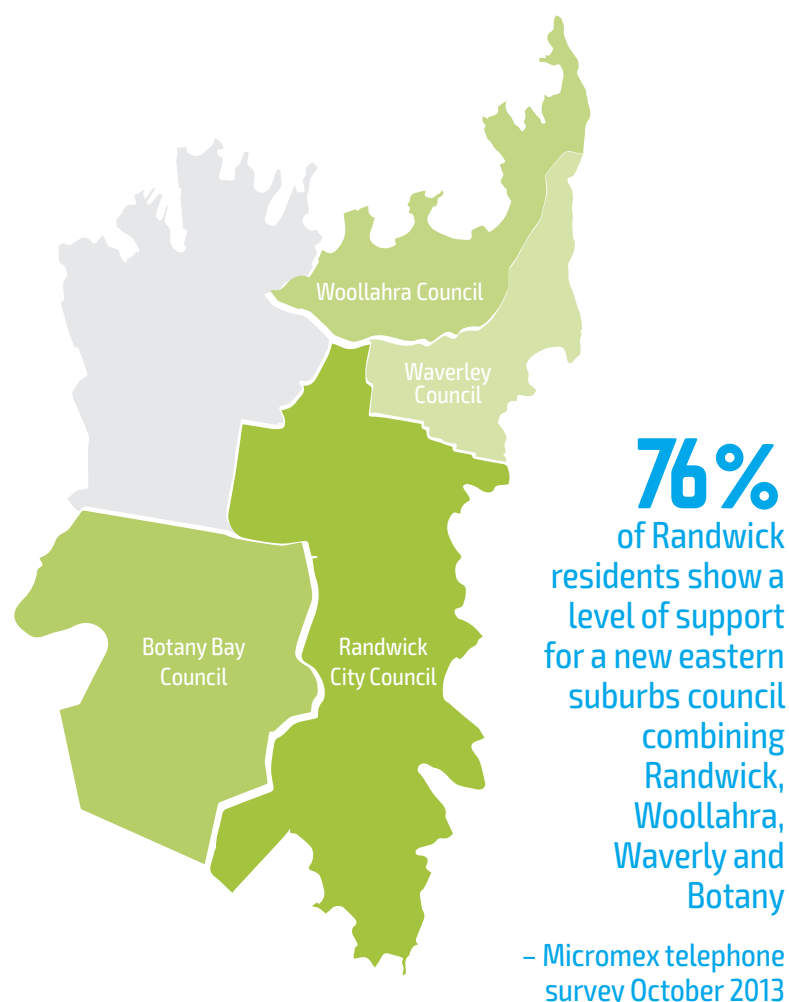 Woollahra Council
Waverley
Council
Botany Bay
Council
Randwick
City Council
76%
of Randwick
residents show a
level of support
for a new eastern
suburbs council
combining
Randwick,
Woollahra,
Waverly and
Botany
– Micromex telephone
survey October 2013